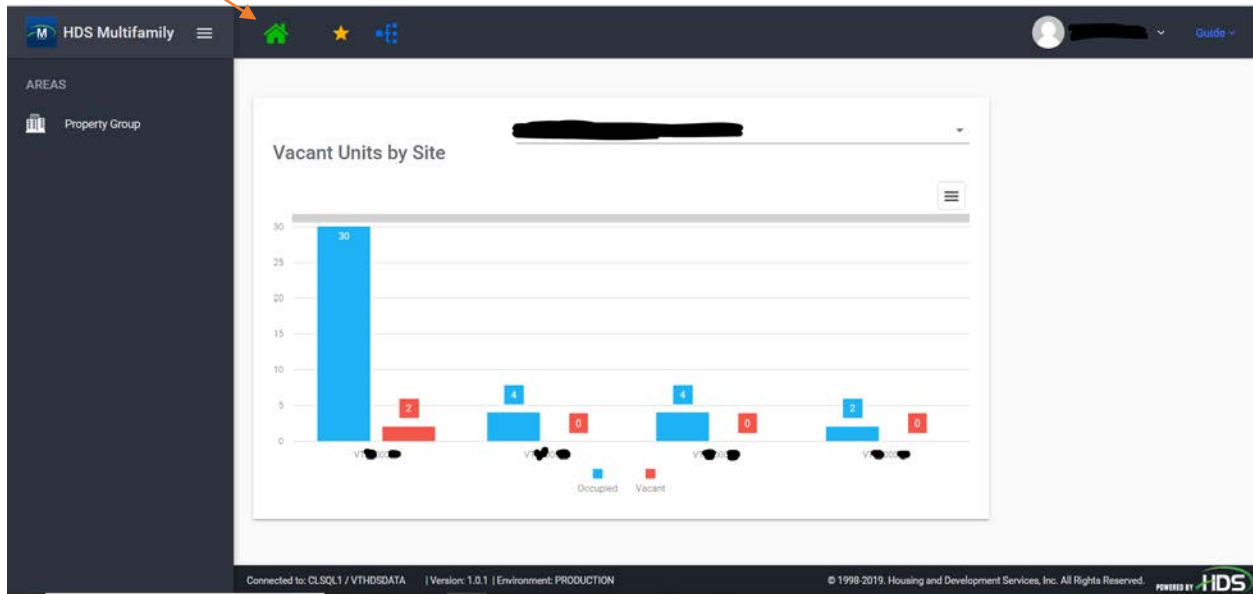 M HDS Multifamily
Guide
AREAS
Property Group
Vacant Units by Site
30
25
20
15
10
5
0
30
2
4
0
4
0
2
0
Occupied
Vacant
Connected to: CLSQL1 / VTHDSDATA | Version: 1.0.1 | Environment: PRODUCTION
© 1998-2019. Housing and Development Services, Inc. All Rights Reserved.
POWERED BY HDS